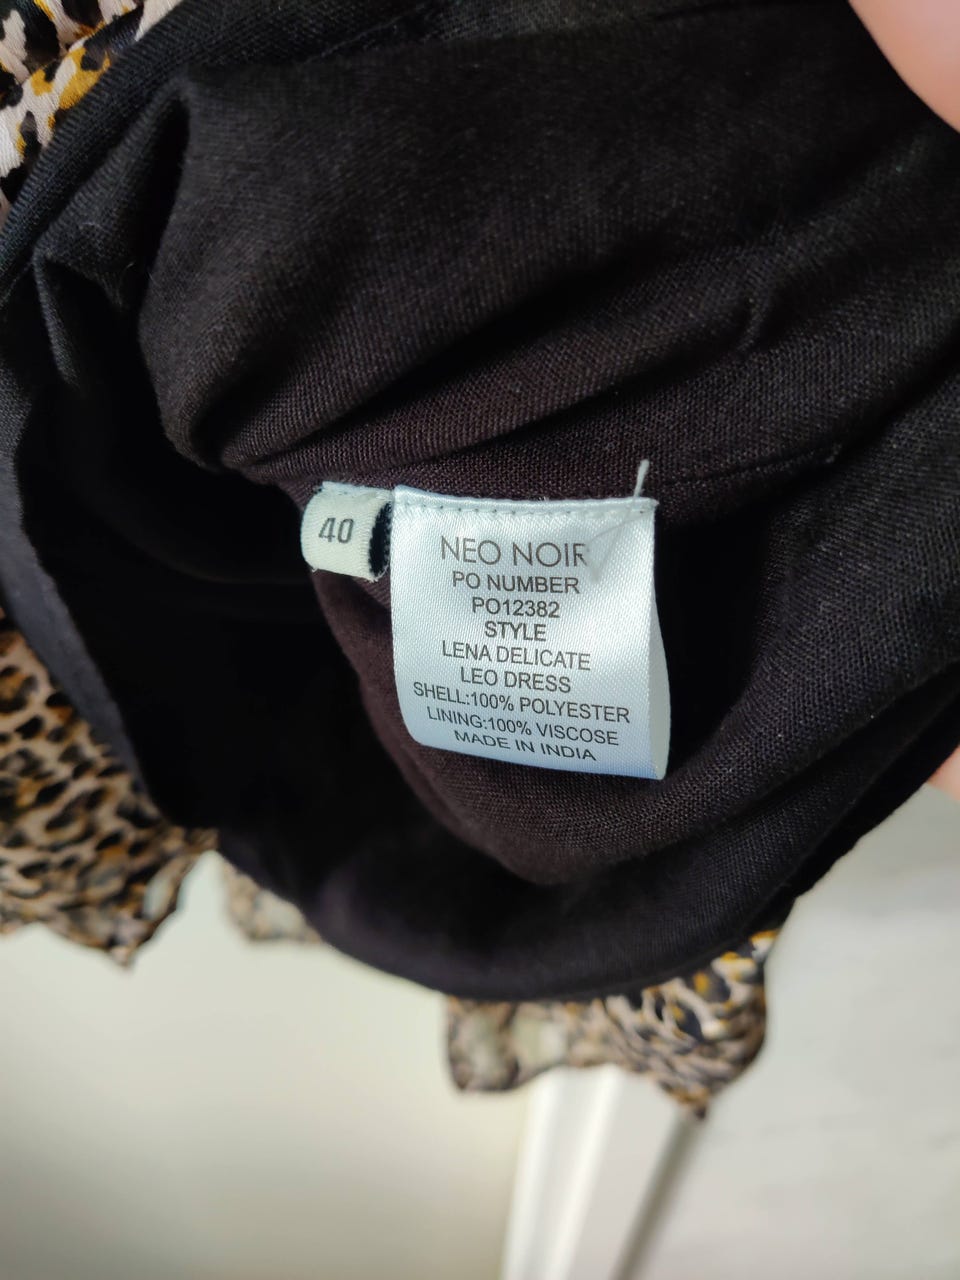 40
NEO NOIR
PO NUMBER
PO12382
STYLE
LENA DELICATE
LEO DRESS
SHELL:100% POLYESTER
LINING:100% VISCOSE
MADE IN INDIA